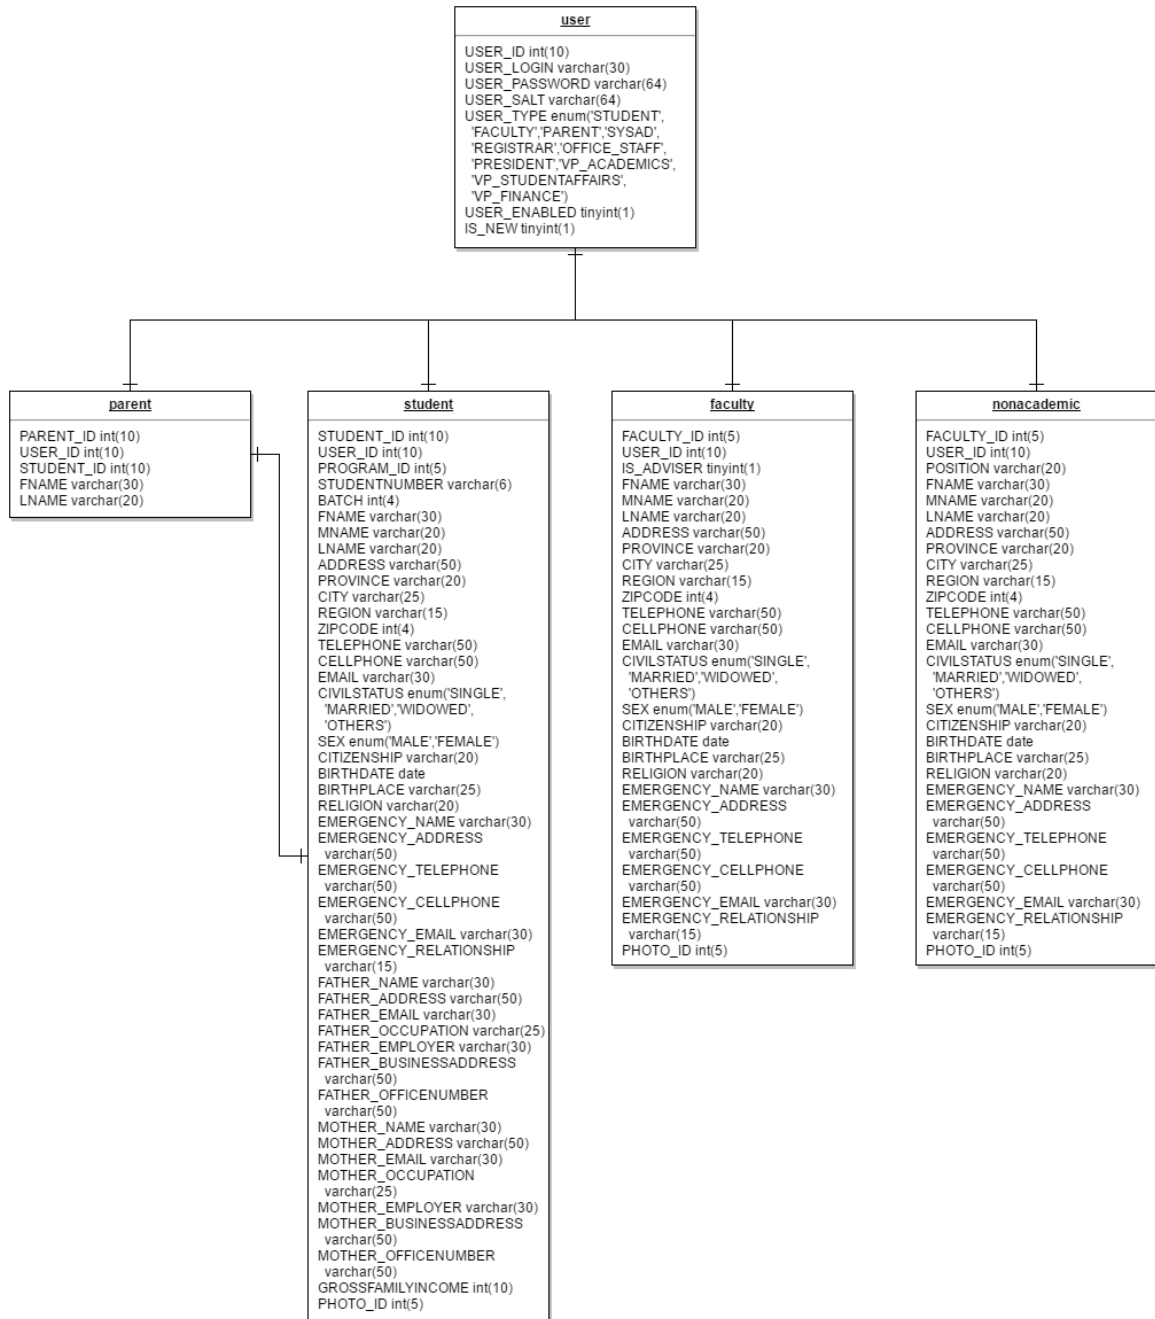 user
USER_ID int(10)
USER_LOGIN varchar(30)
USER_PASSWORD varchar(64)
USER_SALT varchar(64)
USER_TYPE enum('STUDENT',
'FACULTY','PARENT','SYSAD',
'REGISTRAR','OFFICE_STAFF',
'PRESIDENT','VP_ACADEMICS',
'VP_STUDENTAFFAIRS',
'VP_FINANCE')
USER_ENABLED tinyint(1)
IS_NEW tinyint(1)
parent
PARENT_ID int(10)
USER_ID int(10)
STUDENT_ID int(10)
FNAME varchar(30)
LNAME varchar(20)
student
STUDENT_ID int(10)
USER_ID int(10)
PROGRAM_ID int(5)
STUDENTNUMBER varchar(6)
BATCH int(4)
FNAME varchar(30)
MNAME varchar(20)
LNAME varchar(20)
ADDRESS varchar(50)
PROVINCE varchar(20)
CITY varchar(25)
REGION varchar(15)
ZIPCODE int(4)
TELEPHONE varchar(50)
CELLPHONE varchar(50)
EMAIL varchar(30)
CIVILSTATUS enum('SINGLE',
'MARRIED','WIDOWED',
'OTHERS')
SEX enum('MALE','FEMALE')
CITIZENSHIP varchar(20)
BIRTHDATE date
BIRTHPLACE varchar(25)
RELIGION varchar(20)
EMERGENCY_NAME varchar(30)
EMERGENCY_ADDRESS
varchar(50)
EMERGENCY_TELEPHONE
varchar(50)
EMERGENCY_CELLPHONE
varchar(50)
EMERGENCY_EMAIL varchar(30)
EMERGENCY_RELATIONSHIP
varchar(15)
FATHER_NAME varchar(30)
FATHER_ADDRESS varchar(50)
FATHER_EMAIL varchar(30)
FATHER_OCCUPATION varchar(25)
FATHER_EMPLOYER varchar(30)
FATHER_BUSINESSADDRESS
varchar(50)
FATHER_OFFICENUMBER
varchar(50)
MOTHER_NAME varchar(30)
MOTHER_ADDRESS varchar(50)
MOTHER_EMAIL varchar(30)
MOTHER_OCCUPATION
varchar(25)
MOTHER_EMPLOYER varchar(30)
MOTHER_BUSINESSADDRESS
varchar(50)
MOTHER_OFFICENUMBER
varchar(50)
GROSSFAMILYINCOME int(10)
PHOTO_ID int(5)
faculty
FACULTY_ID int(5)
USER_ID int(10)
IS_ADVISER tinyint(1)
FNAME varchar(30)
MNAME varchar(20)
LNAME varchar(20)
ADDRESS varchar(50)
PROVINCE varchar(20)
CITY varchar(25)
REGION varchar(15)
ZIPCODE int(4)
TELEPHONE varchar(50)
CELLPHONE varchar(50)
EMAIL varchar(30)
CIVILSTATUS enum('SINGLE',
'MARRIED','WIDOWED',
'OTHERS')
SEX enum('MALE','FEMALE')
CITIZENSHIP varchar(20)
BIRTHDATE date
BIRTHPLACE varchar(25)
RELIGION varchar(20)
EMERGENCY_NAME varchar(30)
EMERGENCY_ADDRESS
varchar(50)
EMERGENCY_TELEPHONE
varchar(50)
EMERGENCY_CELLPHONE
varchar(50)
EMERGENCY_EMAIL varchar(30)
EMERGENCY_RELATIONSHIP
varchar(15)
PHOTO_ID int(5)
nonacademic
FACULTY_ID int(5)
USER_ID int(10)
POSITION varchar(20)
FNAME varchar(30)
MNAME varchar(20)
LNAME varchar(20)
ADDRESS varchar(50)
PROVINCE varchar(20)
CITY varchar(25)
REGION varchar(15)
ZIPCODE int(4)
TELEPHONE varchar(50)
CELLPHONE varchar(50)
EMAIL varchar(30)
CIVILSTATUS enum('SINGLE',
'MARRIED','WIDOWED',
'OTHERS')
SEX enum('MALE','FEMALE')
CITIZENSHIP varchar(20)
BIRTHDATE date
BIRTHPLACE varchar(25)
RELIGION varchar(20)
EMERGENCY_NAME varchar(30)
EMERGENCY_ADDRESS
varchar(50)
EMERGENCY_TELEPHONE
varchar(50)
EMERGENCY_CELLPHONE
varchar(50)
EMERGENCY_EMAIL varchar(30)
EMERGENCY_RELATIONSHIP
varchar(15)
PHOTO_ID int(5)